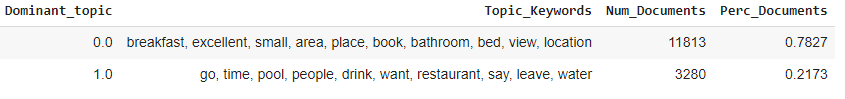 Dominant_topic Topic_Keywords Num_Documents Perc_Documents
0.0 breakfast, excellent, small, area, place, book, bathroom, bed, view, location 11813 0.7827
1.0 go, time, pool, people, drink, want, restaurant, say, leave, water 3280 0.2173